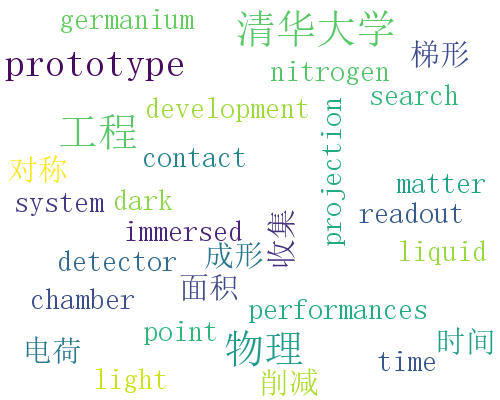 germanium
清华大学
梯形
prototype
nitrogen
search
development
工程
projection
contact
对称
matter
system
dark
readout
immersed
收集
liquid
detector
成形
面积
chamber
performances
point
物理
时间
电荷
time
light
削减